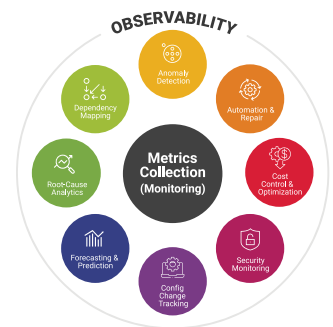 OBSERVABILITY
Anomaly
Detection
Automation &
Repair
Cost
Control &
Optimization
Security
Monitoring
Config
Change
Tracking
Forecasting &
Prediction
Root-Cause
Analytics
Dependency
Mapping
Metrics
Collection
(Monitoring)